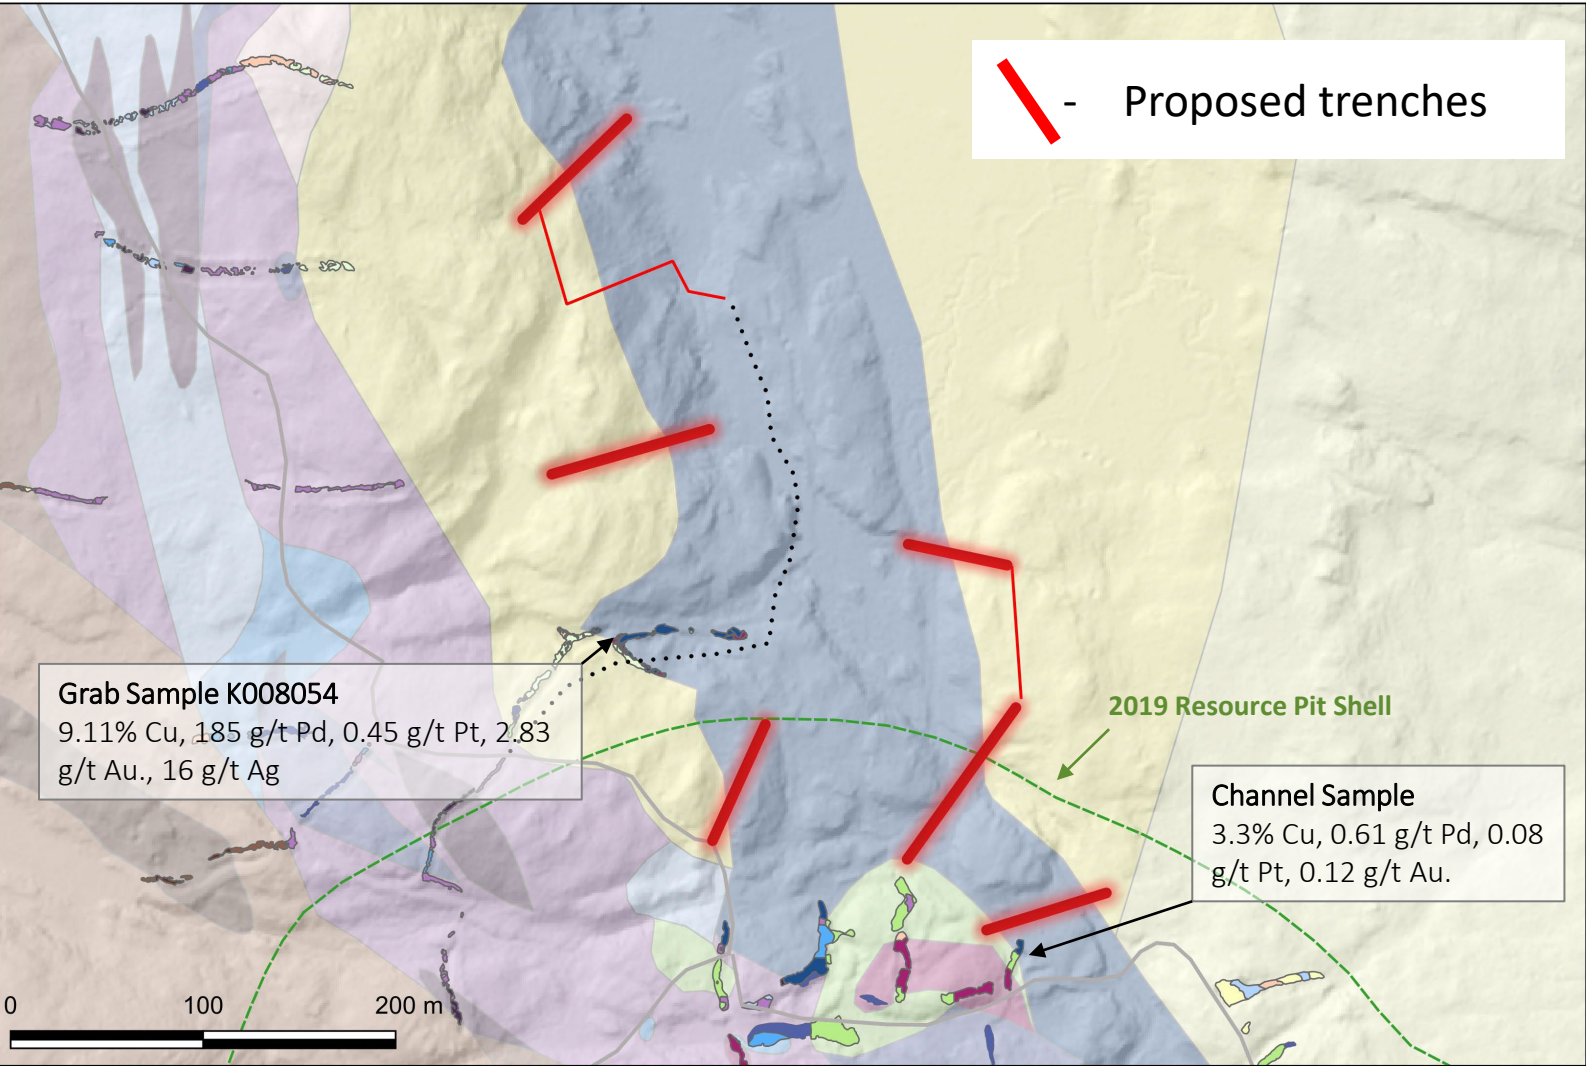 - Proposed trenches
Grab Sample K008054
9.11% Cu, 185 g/t Pd, 0.45 g/t Pt, 2.83
g/t Au., 16 g/t Ag
2019 Resource Pit Shell
Channel Sample
3.3% Cu, 0.61 g/t Pd, 0.08
g/t Pt, 0.12 g/t Au.
0 100 200 m